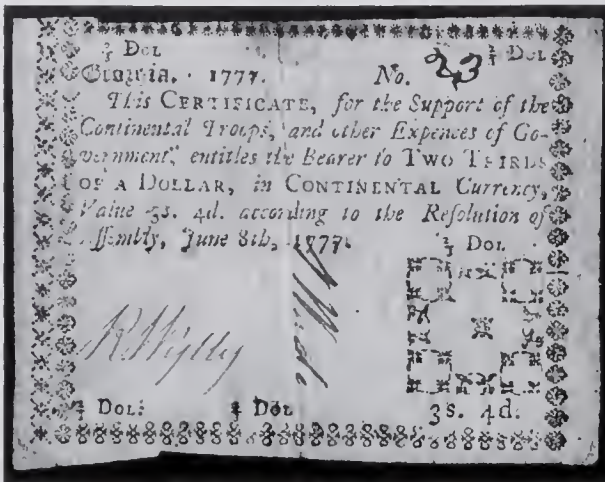 ⅔ Dol ⅔ Dol
Georgia. 1777. No. 23
This CERTIFICATE, for the Support of the
Continental Troops, and other Expences of Go-
vernment, entitles the Bearer to TWO THIRDS
OF A DOLLAR, in CONTINENTAL Currency,
Value 3s. 4d. according to the Resolution of
Assembly, June 8th, 1777.
⅔ Dol
R Wylly
Wade
⅔ Dol: ⅔ Dol
3s. 4d.